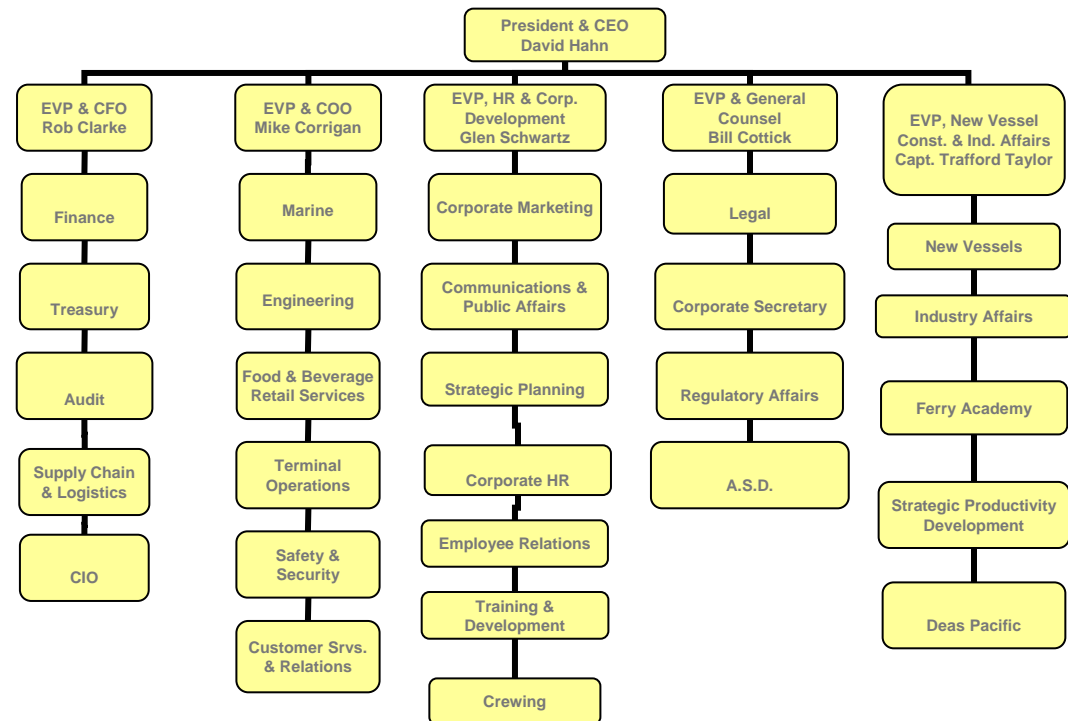 President & CEO
David Hahn
EVP & CFO
Rob Clarke
Finance
Treasury
Audit
Supply Chain
& Logistics
CIO
EVP & COO
Mike Corrigan
Marine
Engineering
Food & Beverage
Retail Services
Terminal
Operations
Safety &
Security
Customer Srvs.
& Relations
EVP, HR & Corp.
Development
Glen Schwartz
Corporate Marketing
Communications &
Public Affairs
Strategic Planning
Corporate HR
Employee Relations
Training &
Development
Crewing
EVP & General
Counsel
Bill Cottick
Legal
Corporate Secretary
Regulatory Affairs
A.S.D.
EVP, New Vessel
Const. & Ind. Affairs
Capt. Trafford Taylor
New Vessels
Industry Affairs
Ferry Academy
Strategic Productivity
Development
Deas Pacific